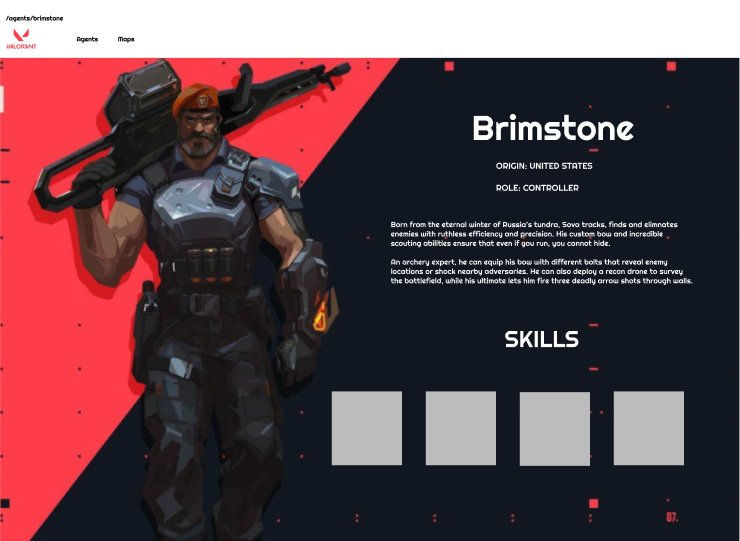 /agents/brimstone
VALORANT
Agents
Maps
Brimstone
ORIGIN: UNITED STATES
ROLE: CONTROLLER
Born from the eternal winter of Russia's tundra, Sova tracks, finds and elimnates
enemies with ruthless efficiency and precision. His custom bow and incredible
scouting abilities ensure that even if you run, you cannot hide.
An archery expert, he can equip his bow with different bolts that reveal enemy
locations or shock nearby adversaries. He can also deploy a recon drone to survey
the battlefield, while his ultimate lets him fire three deadly arrow shots through walls.
SKILLS
07.